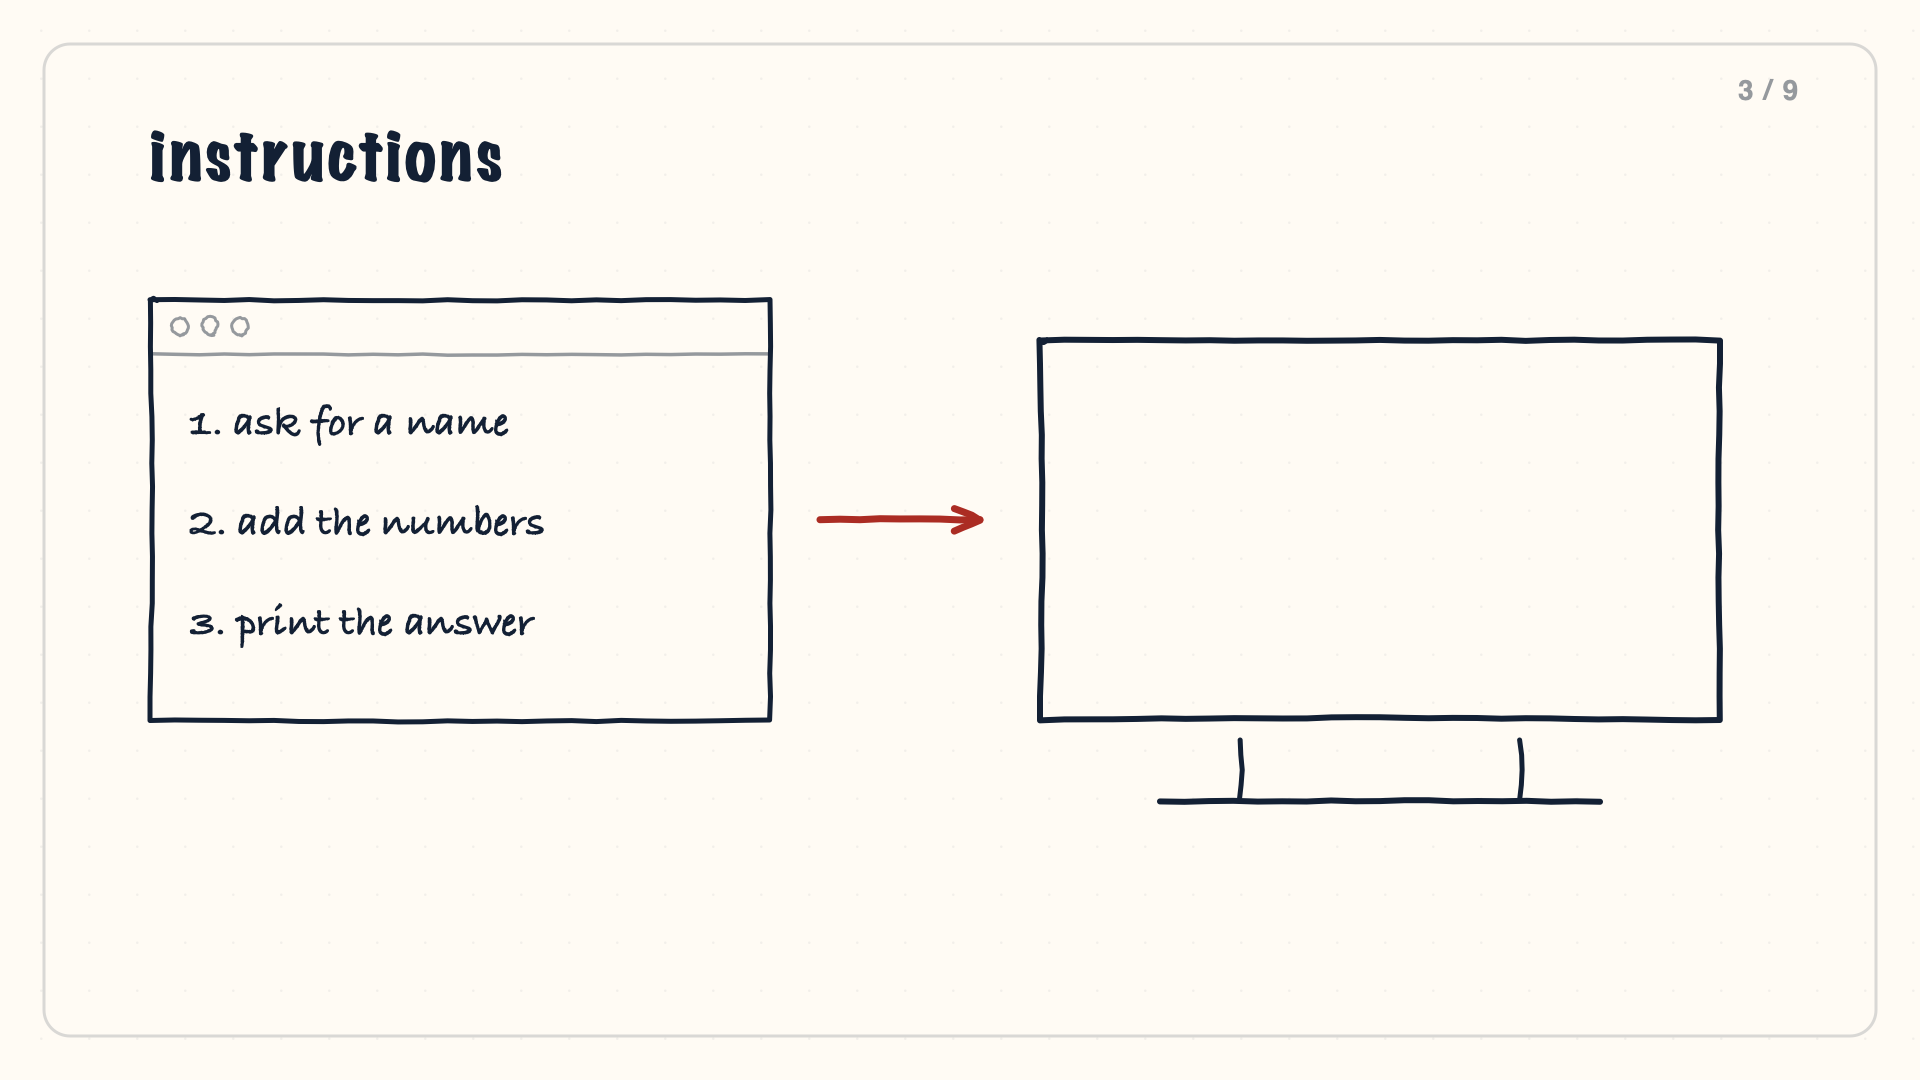 3 / 9
instructions
1. ask for a name
2. add the numbers
3. print the answer